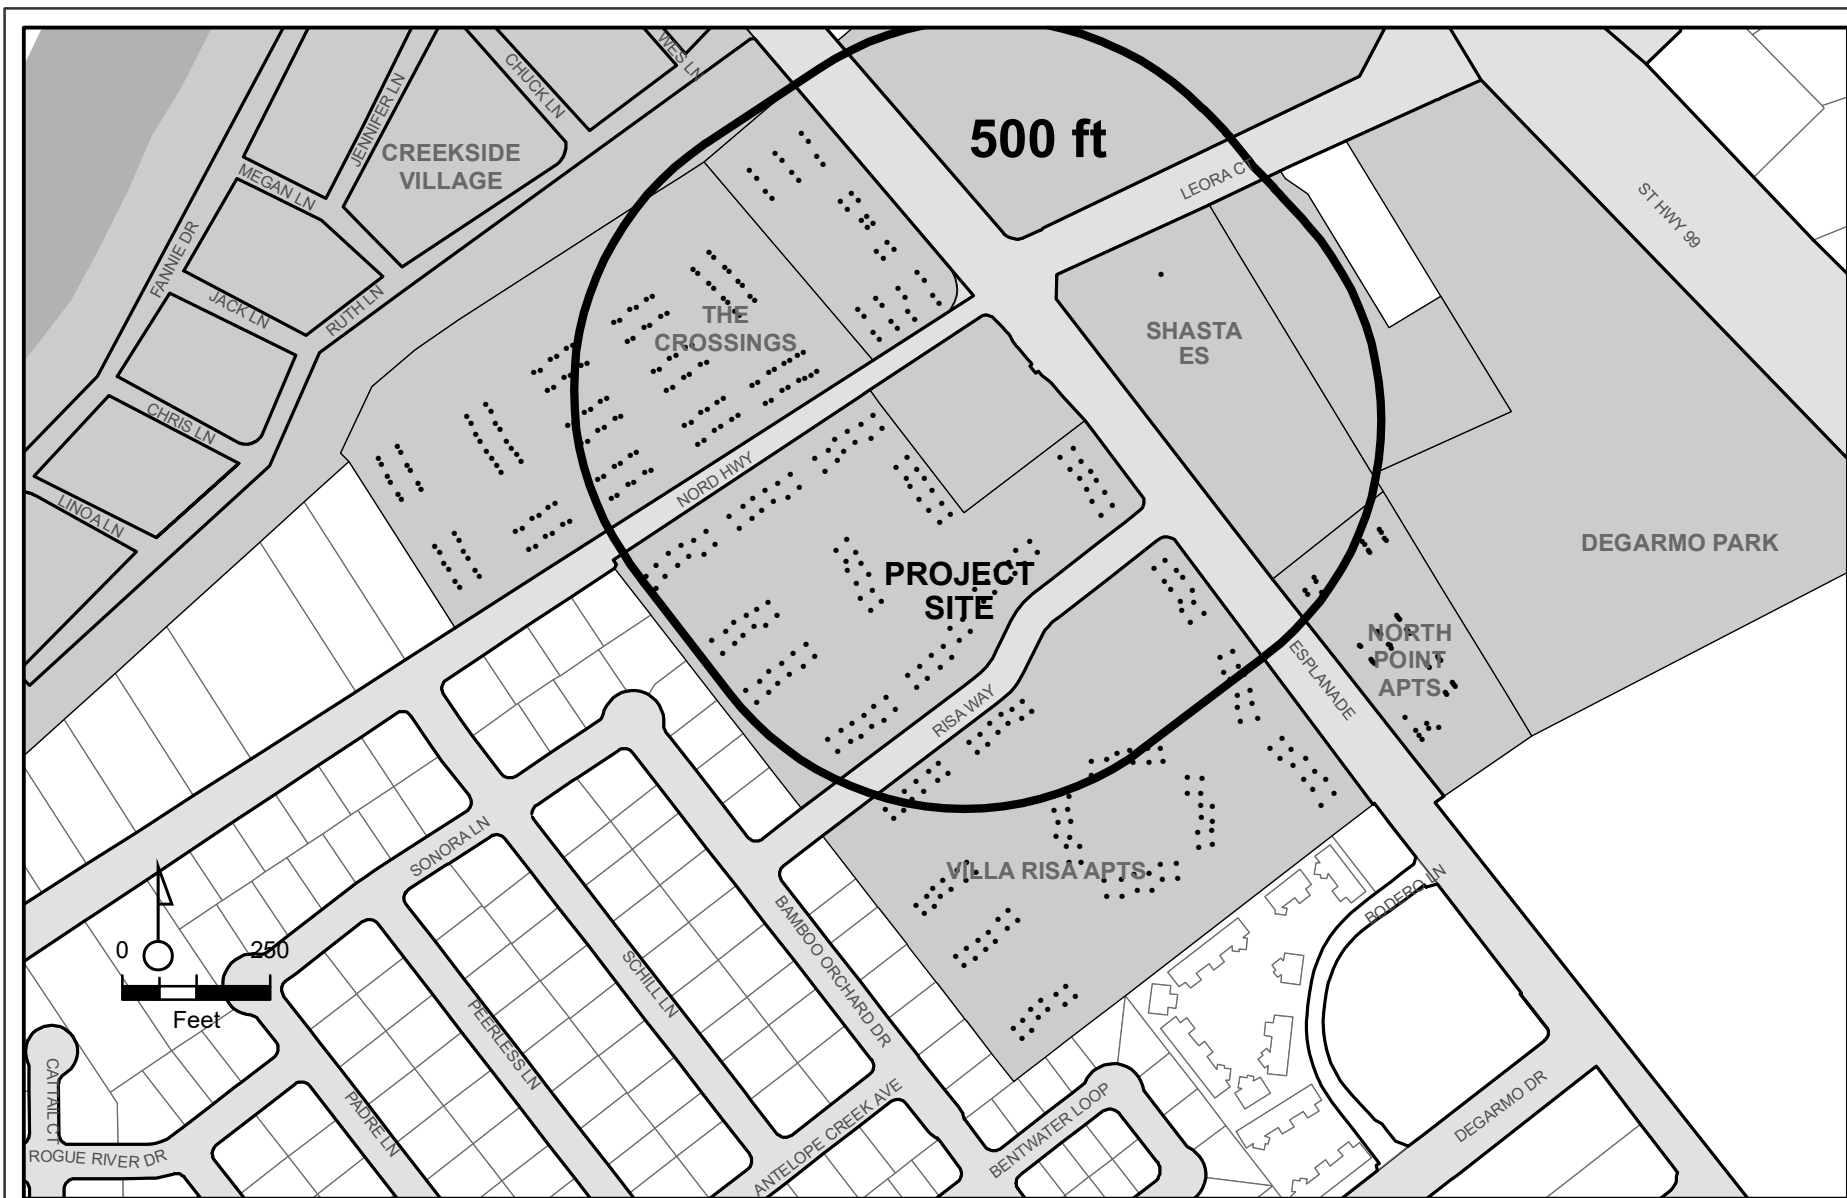 WES LN
CHUCK LN
JENNIFER LN
CREEKSIDE
VILLAGE
500 ft
MEGAN LN
LEORA CT
ST HWY 99
FANNIE DR
JACK LN
RUTH LN
THE
CROSSINGS
SHASTA
ES
CHRIS LN
NORD HWY
LINOA LN
DEGARMO PARK
PROJECT
SITE
NORTH
POINT
APTS
ESPLANADE
RISA WAY
SONORA LN
VILLA RISA APTS
BODERO LN
BAMBOO ORCHARD DR
0 250
Feet
SCHILL LN
PEERLESS LN
CATTAIL CT
PADRE LN
ANTELOPE CREEK AVE
BENTWATER LOOP
DEGARMO DR
ROGUE RIVER DR